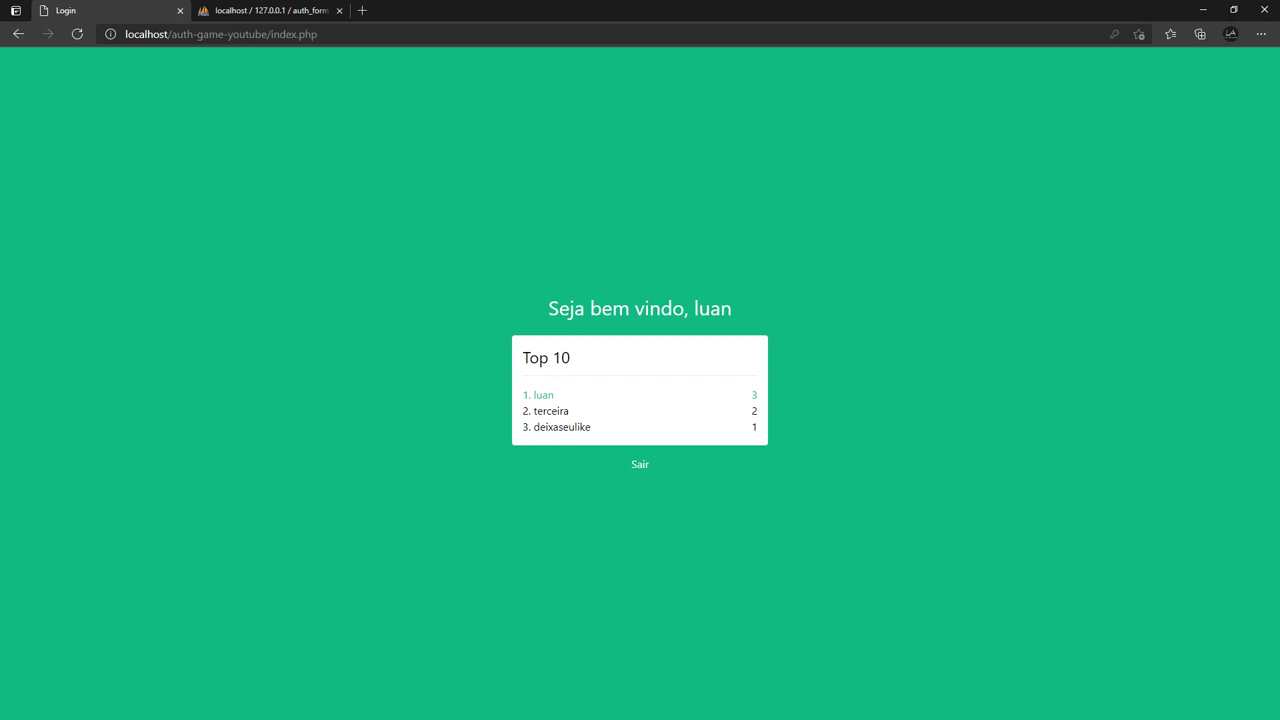 Login
localhost / 127.0.0.1 / auth_form
localhost/auth-game-youtube/index.php
Seja bem vindo, luan
Top 10
1. luan 3
2. terceira 2
3. deixaseulike 1
Sair